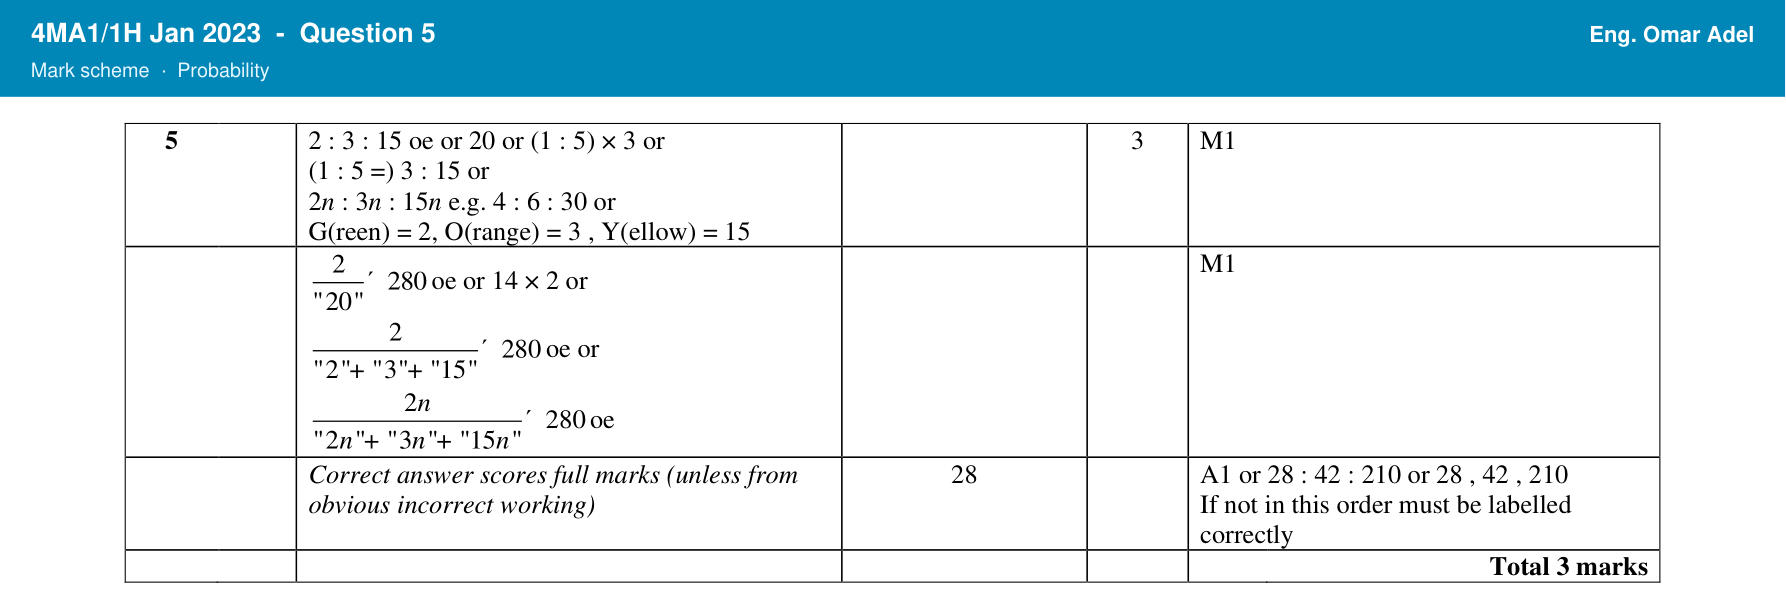 4MA1/1H Jan 2023 - Question 5
Eng. Omar Adel
Mark scheme · Probability
5
2 : 3 : 15 oe or 20 or (1 : 5) × 3 or
(1 : 5 =) 3 : 15 or
2n : 3n : 15n e.g. 4 : 6 : 30 or
G(reen) = 2, O(range) = 3 , Y(ellow) = 15
3
M1
2
"20"
´ 280 oe or 14 × 2 or
2
"2"+ "3"+ "15"
´ 280 oe or
2n
"2n"+ "3n"+ "15n"
´ 280 oe
M1
Correct answer scores full marks (unless from
obvious incorrect working)
28
A1 or 28 : 42 : 210 or 28 , 42 , 210
If not in this order must be labelled
correctly
Total 3 marks